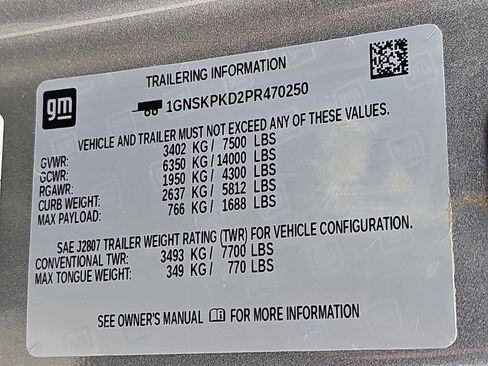 gm
TRAILERING INFORMATION
1GNSKPKD2PR470250
VEHICLE AND TRAILER MUST NOT EXCEED ANY OF THESE VALUES.
GVWR: 3402 KG / 7500 LBS
GCWR: 6350 KG / 14000 LBS
RGAWR: 1950 KG / 4300 LBS
CURB WEIGHT: 2637 KG / 5812 LBS
MAX PAYLOAD: 766 KG / 1688 LBS
SAE J2807 TRAILER WEIGHT RATING (TWR) FOR VEHICLE CONFIGURATION.
CONVENTIONAL TWR: 3493 KG / 7700 LBS
MAX TONGUE WEIGHT: 349 KG / 770 LBS
SEE OWNER'S MANUAL FOR MORE INFORMATION